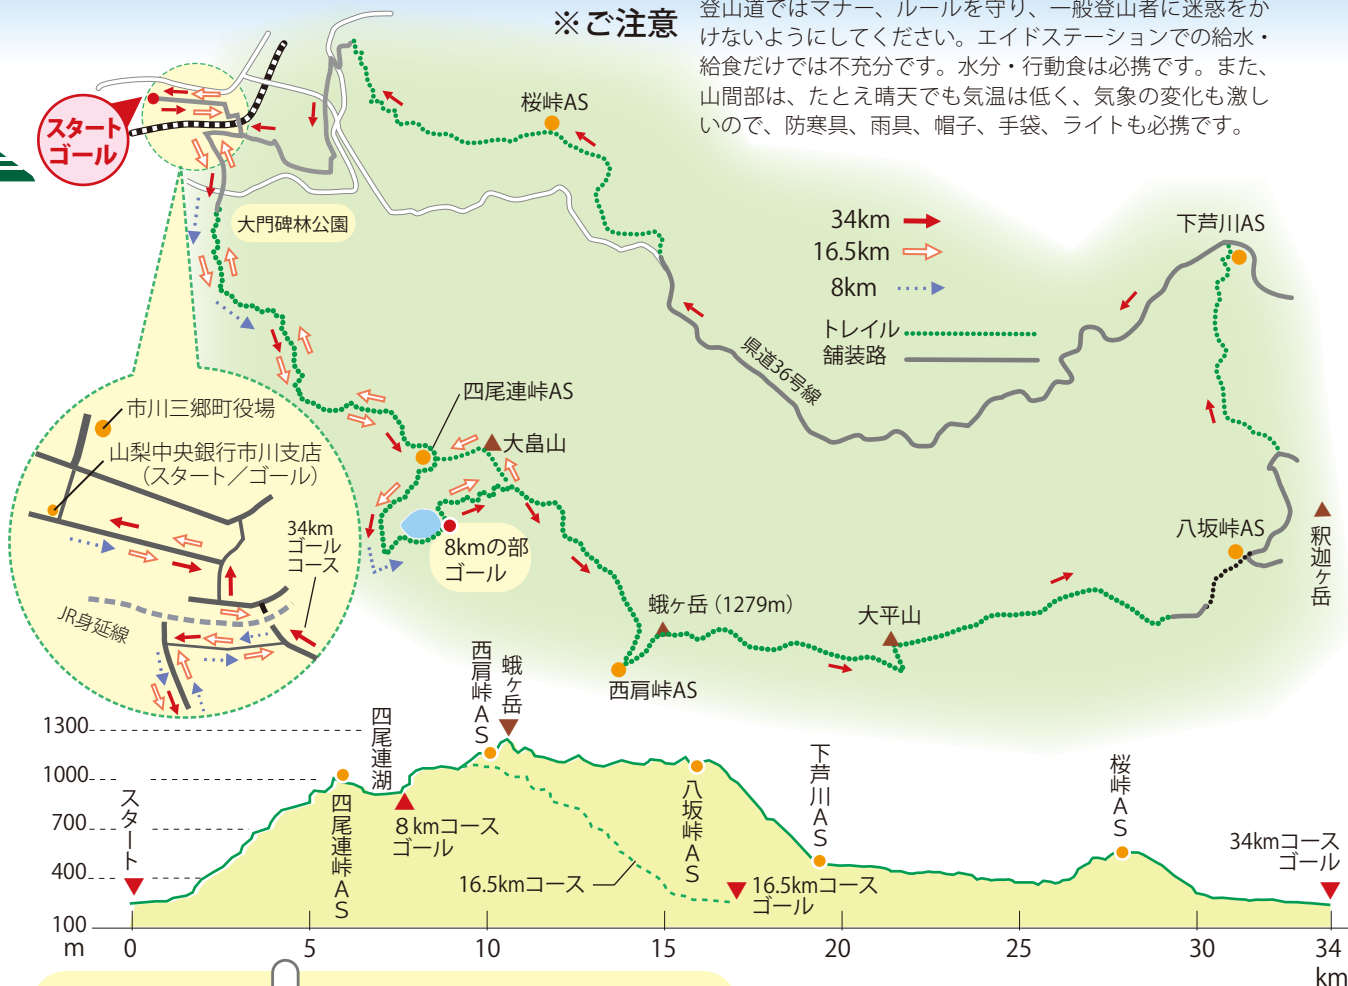 ※ご注意
登山道ではマナー、ルールを守り、一般登山者に迷惑をか
けないようにしてください。エイドステーションでの給水・
給食だけでは不充分です。水分・行動食は必携です。また、
山間部は、たとえ晴天でも気温は低く、気象の変化も激し
いので、防寒具、雨具、帽子、手袋、ライトも必携です。
スタート
ゴール
桜峠AS
大門碑林公園
34km
16.5km
8km
トレイル
舗装路
下芦川AS
県道36号線
四尾連峠AS
大畠山
8kmの部
ゴール
八坂峠AS
釈迦ヶ岳
蛾ヶ岳（1279m）
大平山
西肩峠AS
市川三郷町役場
山梨中央銀行市川支店
（スタート／ゴール）
34km
ゴール
コース
JR身延線
1300
1000
700
400
100
m
スタート
四尾連峠AS
四尾連湖
8kmコース
ゴール
西肩峠AS
蛾ヶ岳
16.5kmコース
八坂峠AS
16.5kmコース
ゴール
下芦川AS
桜峠AS
34kmコース
ゴール
0
5
10
15
20
25
30
34
km